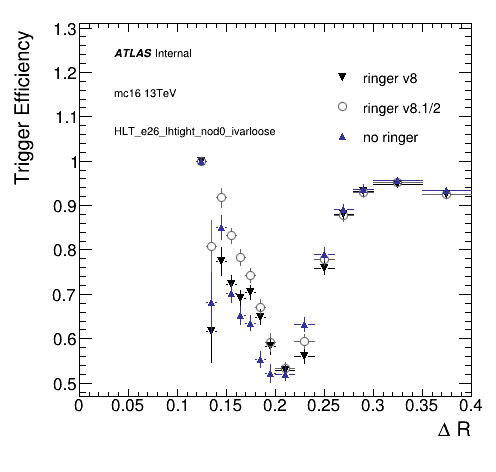 Trigger Efficiency
1.3
1.2
1.1
1
0.9
0.8
0.7
0.6
0.5
ATLAS Internal
mc16 13TeV
HLT_e26_lhtight_nod0_ivarloose
ringer v8
ringer v8.1/2
no ringer
0 0.05 0.1 0.15 0.2 0.25 0.3 0.35 0.4
Δ R